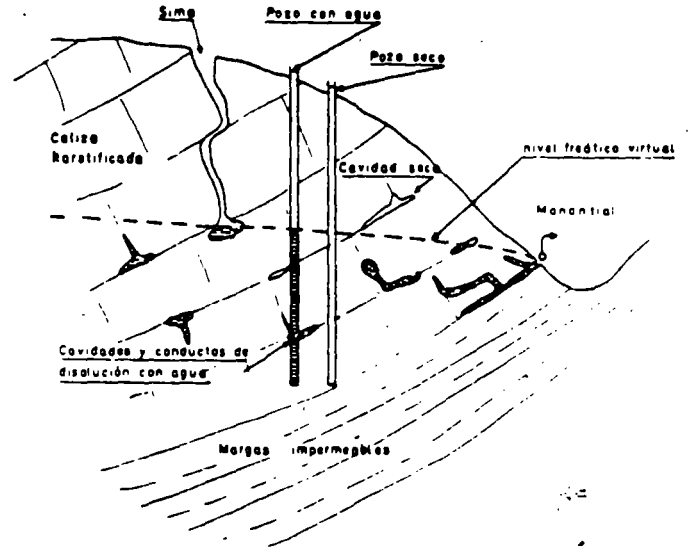 Sima
Pozo con agua
Pozo seco
Caliza
Karstificada
Cavidad seca
nivel freático virtual
Manantial
Cavidades y conductos de
disolución con agua
Margas impermeables